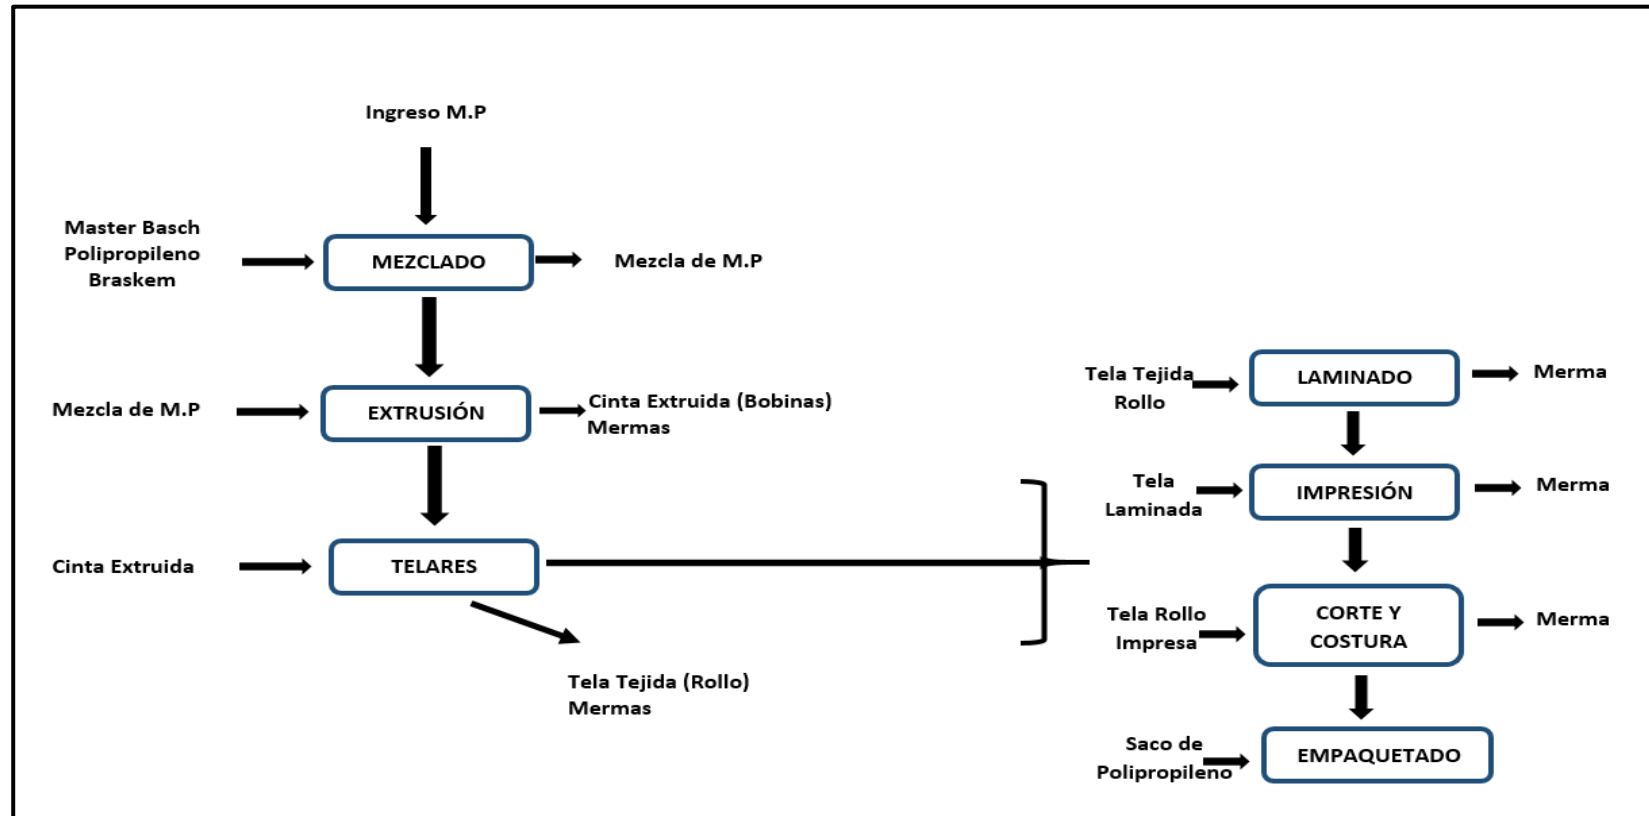 Ingreso M.P
Master Basch
Polipropileno
Braskem
MEZCLADO
Mezcla de M.P
Mezcla de M.P
EXTRUSIÓN
Cinta Extruida (Bobinas)
Mermas
Cinta Extruida
TELARES
Tela Tejida (Rollo)
Mermas
Tela Tejida
Rollo
LAMINADO
Merma
Tela
Laminada
IMPRESIÓN
Merma
Tela Rollo
Impresa
CORTE Y
COSTURA
Merma
Saco de
Polipropileno
EMPAQUETADO